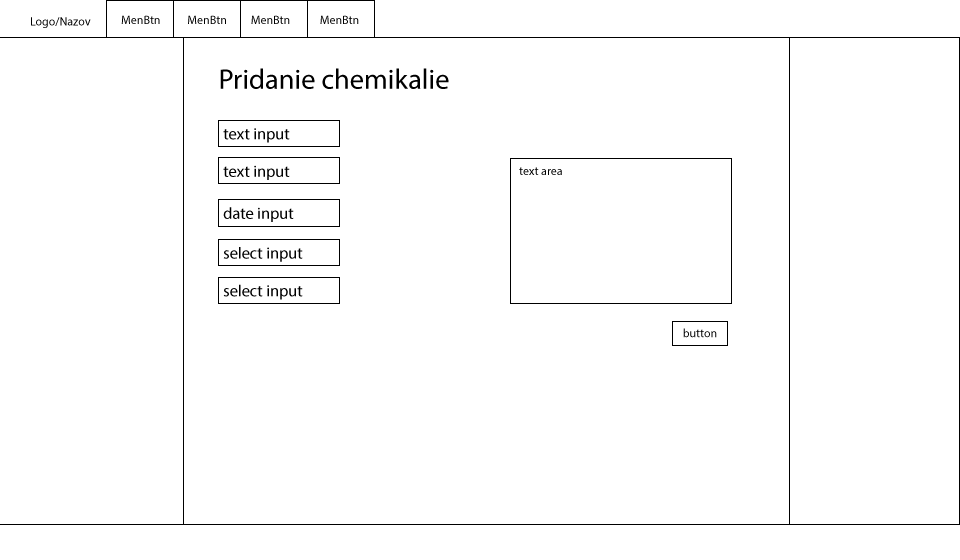 Logo/Nazov MenBtn MenBtn MenBtn MenBtn
Pridanie chemikalie
text input
text input
text area
date input
select input
select input
button